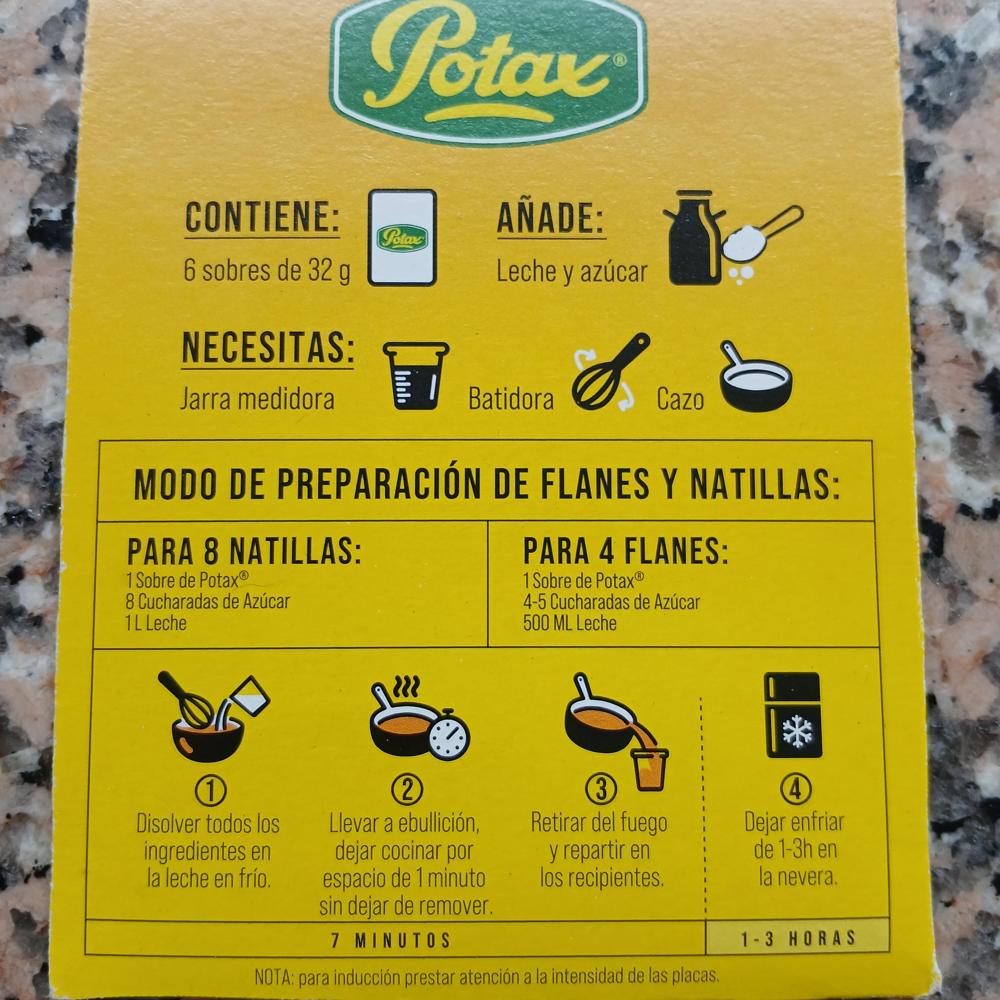 Potax®
CONTIENE:
6 sobres de 32 g
Potax
AÑADE:
Leche y azúcar
NECESITAS:
Jarra medidora
Batidora
Cazo
MODO DE PREPARACIÓN DE FLANES Y NATILLAS:
PARA 8 NATILLAS:
1 Sobre de Potax®
8 Cucharadas de Azúcar
1 L Leche
PARA 4 FLANES:
1 Sobre de Potax®
4-5 Cucharadas de Azúcar
500 ML Leche
1
Disolver todos los
ingredientes en
la leche en frío.
2
Llevar a ebullición,
dejar cocinar por
espacio de 1 minuto
sin dejar de remover.
3
Retirar del fuego
y repartir en
los recipientes.
4
Dejar enfriar
de 1-3h en
la nevera.
7 MINUTOS
1-3 HORAS
NOTA: para inducción prestar atención a la intensidad de las placas.